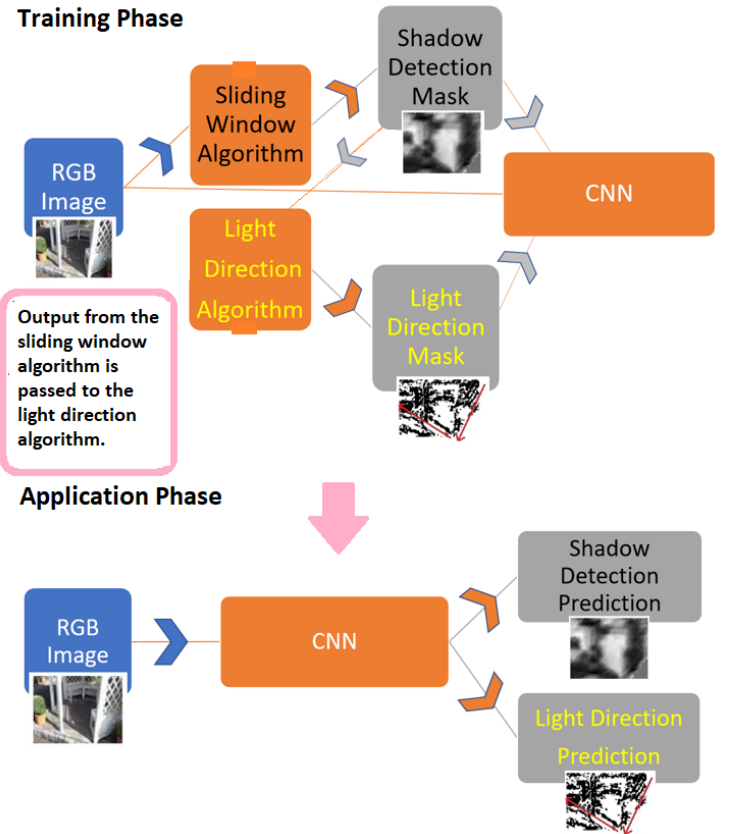 Training Phase
Shadow
Detection
Mask
Sliding
Window
Algorithm
RGB
Image
CNN
Light
Direction
Algorithm
Light
Direction
Mask
Output from the
sliding window
algorithm is
passed to the
light direction
algorithm.
Application Phase
Shadow
Detection
Prediction
RGB
Image
CNN
Light Direction
Prediction